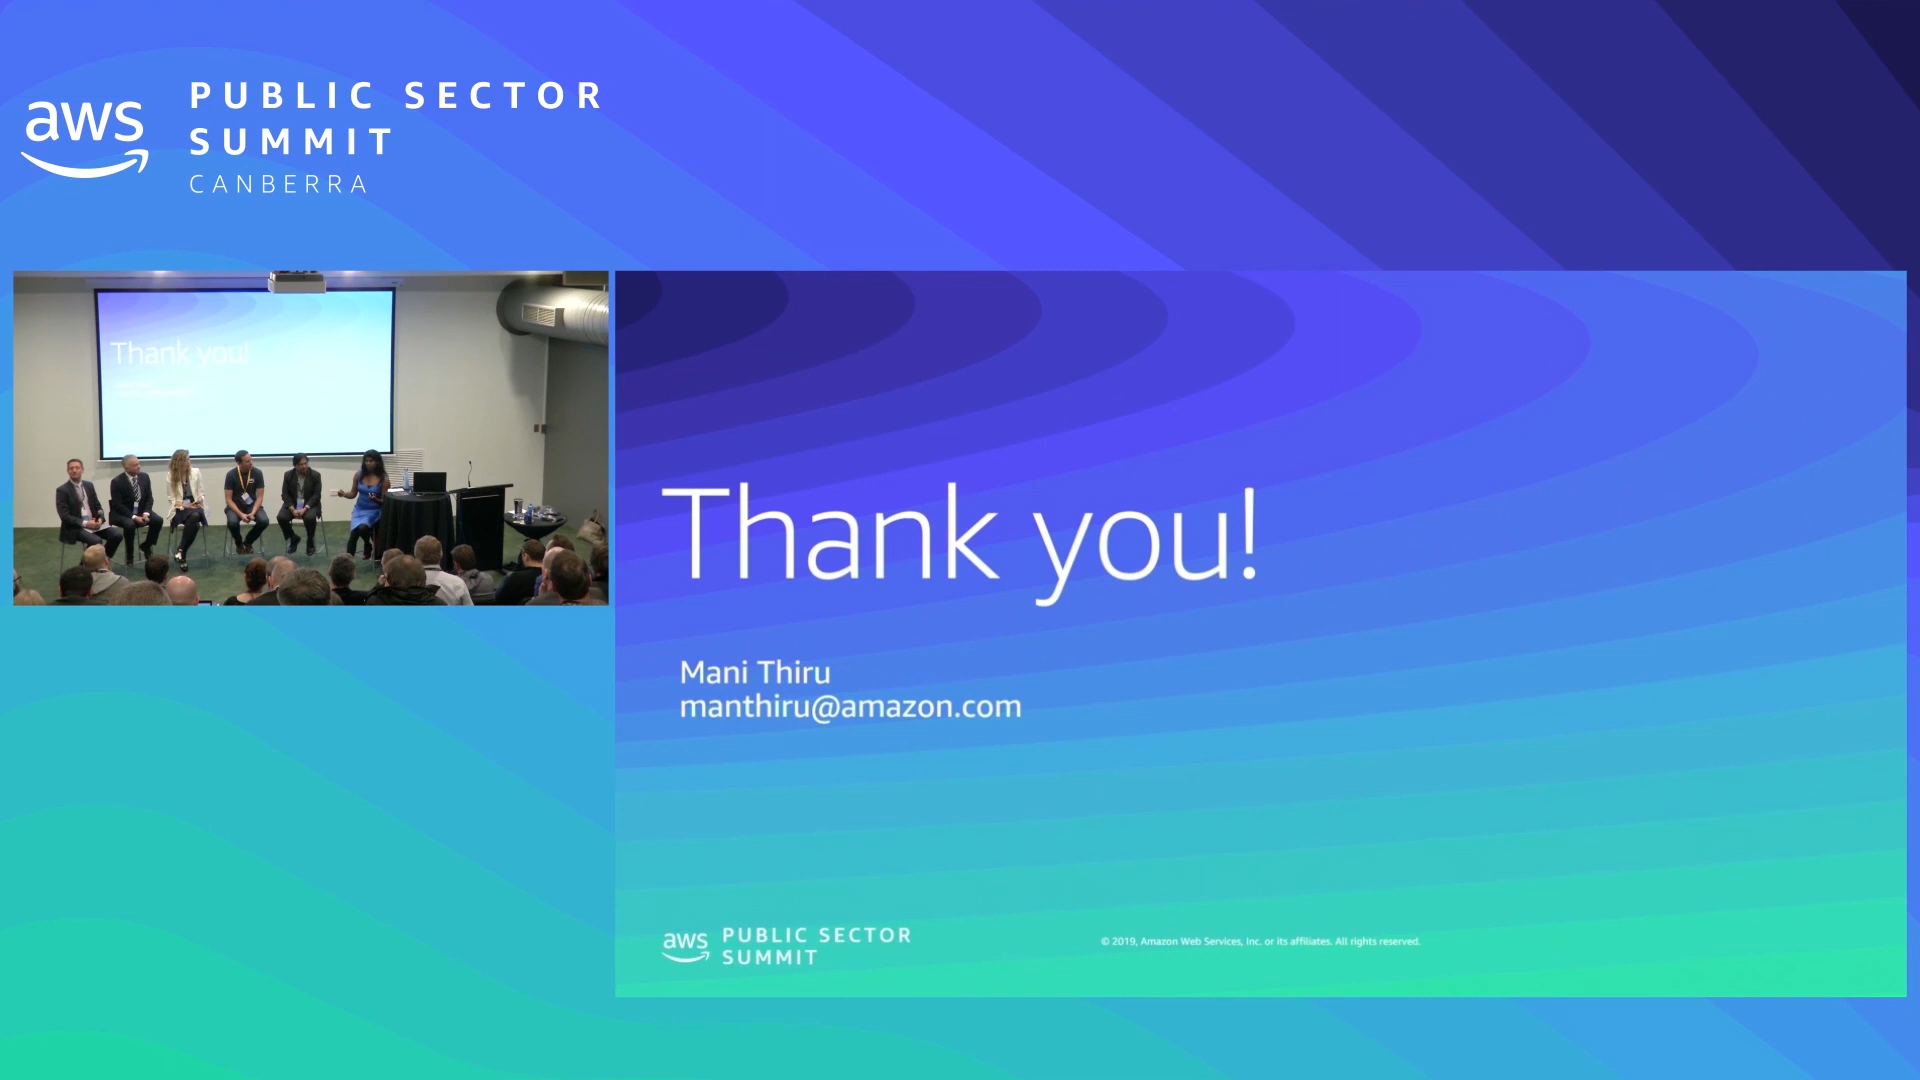 aws
PUBLIC SECTOR
SUMMIT
CANBERRA
Thank you!
Thank you!
Mani Thiru
manthiru@amazon.com
aws
PUBLIC SECTOR
SUMMIT
© 2019, Amazon Web Services, Inc. or its affiliates. All rights reserved.